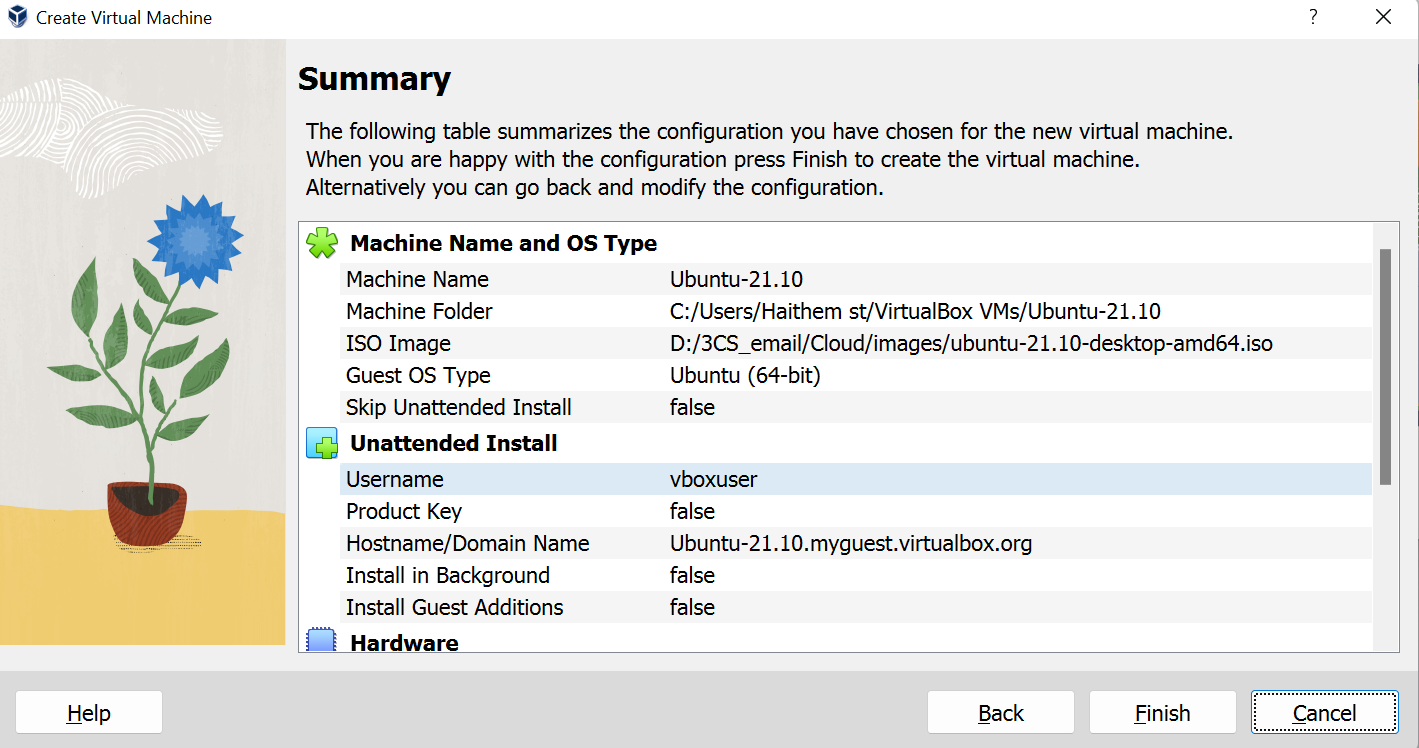 Create Virtual Machine ?
Summary
The following table summarizes the configuration you have chosen for the new virtual machine.
When you are happy with the configuration press Finish to create the virtual machine.
Alternatively you can go back and modify the configuration.
Machine Name and OS Type
Machine Name Ubuntu-21.10
Machine Folder C:/Users/Haithem st/VirtualBox VMs/Ubuntu-21.10
ISO Image D:/3CS_email/Cloud/images/ubuntu-21.10-desktop-amd64.iso
Guest OS Type Ubuntu (64-bit)
Skip Unattended Install false
Unattended Install
Username vboxuser
Product Key false
Hostname/Domain Name Ubuntu-21.10.myguest.virtualbox.org
Install in Background false
Install Guest Additions false
Hardware
Help Back Finish Cancel